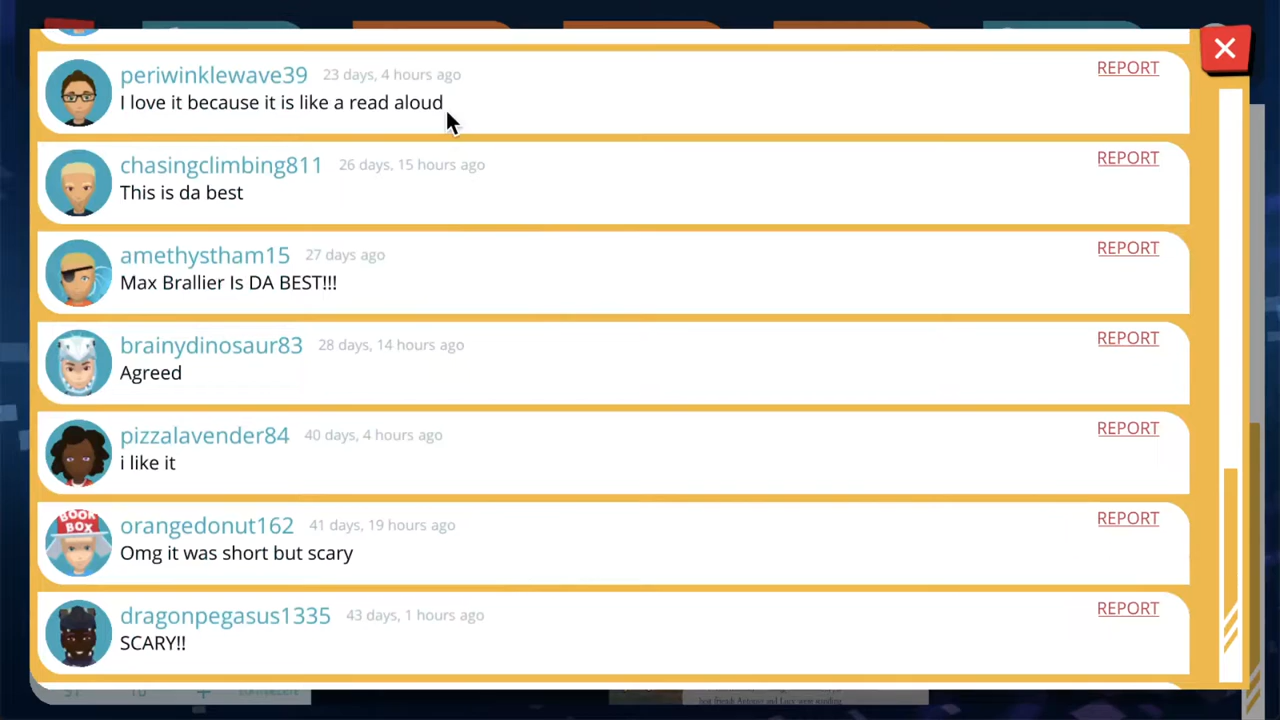 periwinklewave39 23 days, 4 hours ago REPORT
I love it because it is like a read aloud
chasingclimbing811 26 days, 15 hours ago REPORT
This is da best
amethystham15 27 days ago REPORT
Max Brallier Is DA BEST!!!
brainydinosaur83 28 days, 14 hours ago REPORT
Agreed
pizzalavender84 40 days, 4 hours ago REPORT
i like it
BOOK
BOX
orangedonut162 41 days, 19 hours ago REPORT
Omg it was short but scary
dragonpegasus1335 43 days, 1 hours ago REPORT
SCARY!!